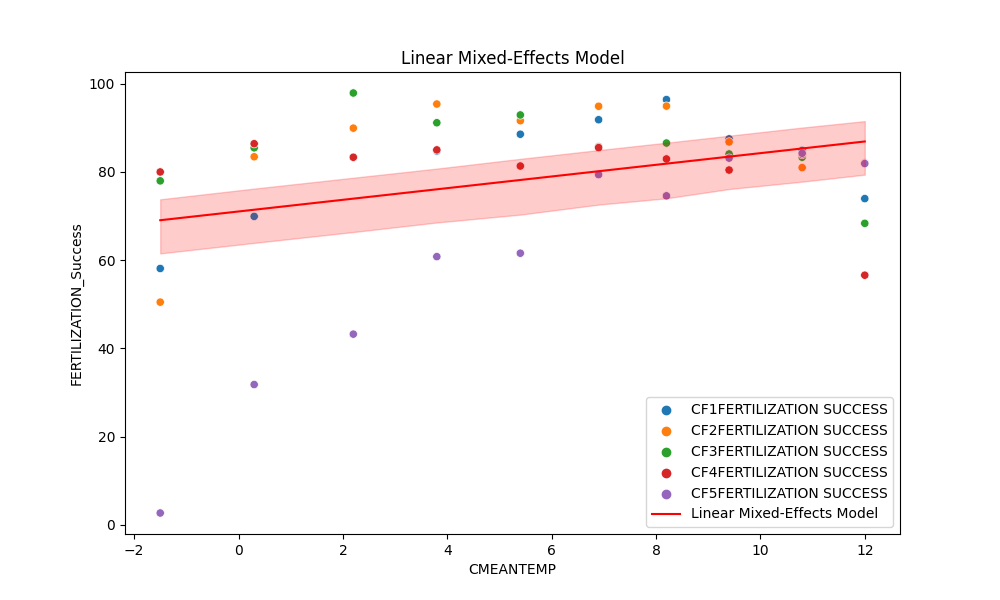 Linear Mixed-Effects Model
FERTILIZATION_Success
100
80
60
40
20
0
−2
0
2
4
6
8
10
12
CMEANTEMP
CF1FERTILIZATION SUCCESS
CF2FERTILIZATION SUCCESS
CF3FERTILIZATION SUCCESS
CF4FERTILIZATION SUCCESS
CF5FERTILIZATION SUCCESS
Linear Mixed-Effects Model